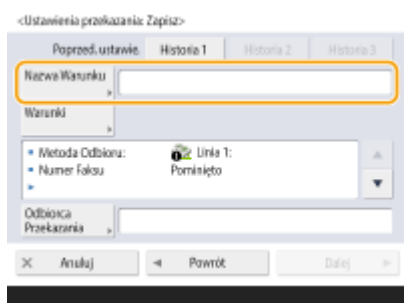 <Ustawienia przekazania: Zapisz>
Poprzed. ustawie. Historia 1 Historia 2 Historia 3
Nazwa Warunku
Warunki
Metoda Odbioru: Linia 1:
Numer Faksu Pominięto
Odbiorca
Przekazania
Anuluj Powrót Dalej